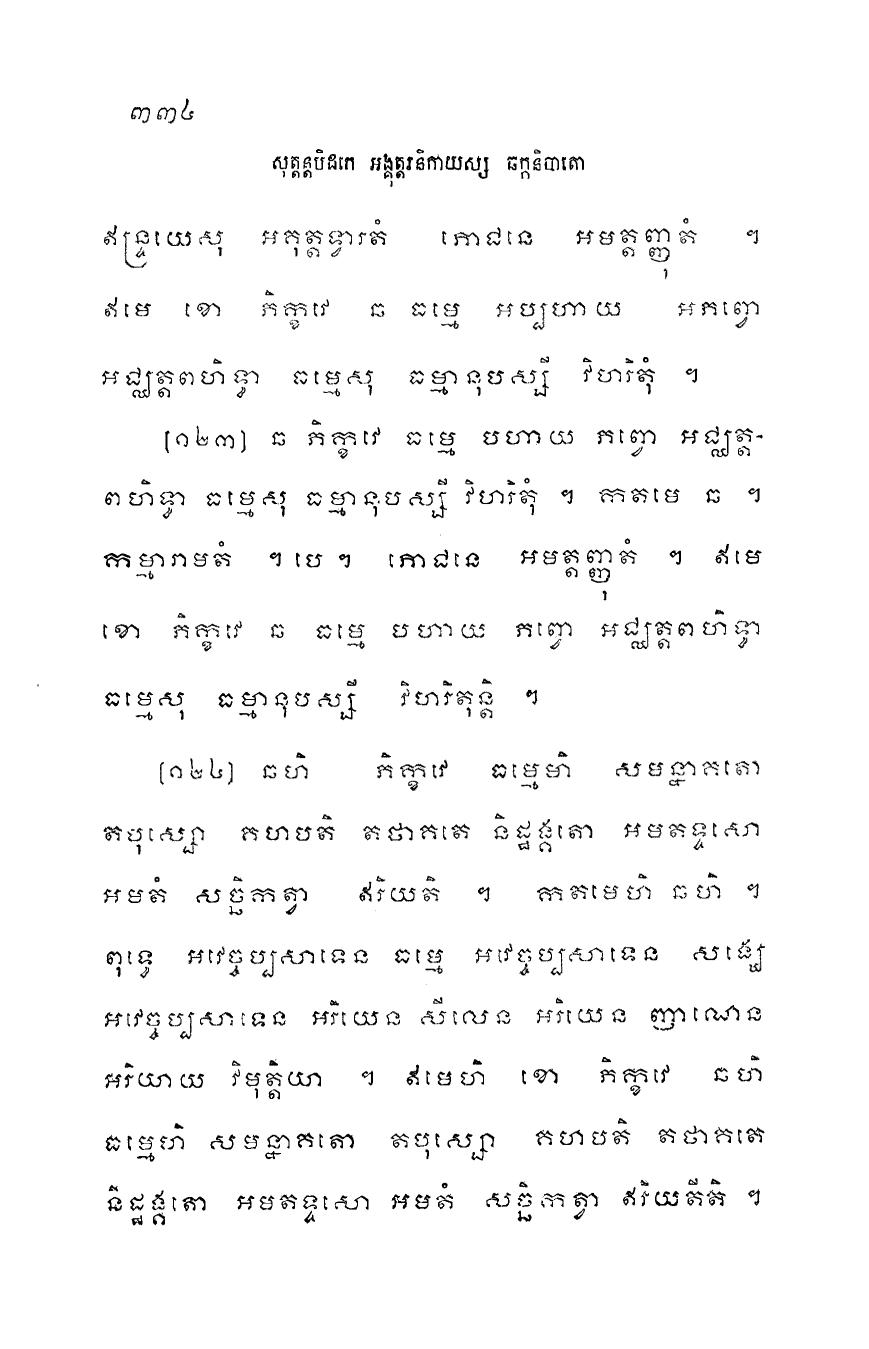 ៣៣៤
សុត្តន្តបិដកេ អង្គុត្តរនិកាយស្ស ឆក្កនិបាតោ
ឥន្ទ្រិយេសុ អគុត្តទ្វារតំ ភោជនេ អមត្តញ្ញុតំ ។
ឥមេ ខោ ភិក្ខវេ ឆ ធម្មេ អប្បហាយ អភព្វោ
អជ្ឈត្តពហិទ្ធា ធម្មេសុ ធម្មានុបស្សី វិហរិតុំ ។
[១២៣] ឆ ភិក្ខវេ ធម្មេ បហាយ ភព្វោ អជ្ឈត្ត-
ពហិទ្ធា ធម្មេសុ ធម្មានុបស្សី វិហរិតុំ ។ កតមេ ឆ ។
កម្មារាមតំ ។ បេ ។ ភោជនេ អមត្តញ្ញុតំ ។ ឥមេ
ខោ ភិក្ខវេ ឆ ធម្មេ បហាយ ភព្វោ អជ្ឈត្តពហិទ្ធា
ធម្មេសុ ធម្មានុបស្សី វិហរិតុន្តិ ។
[១២៤] ឆហិ ភិក្ខវេ ធម្មេហិ សមន្នាគតោ
តបុស្សោ គហបតិ តថាគតេ និដ្ឋង្គតោ អមតទ្ទសោ
អមតំ សច្ឆិកត្វា ឥរិយតិ ។ កតមេហិ ឆហិ ។
ពុទ្ធេ អវេច្ចប្បសាទេន ធម្មេ អវេច្ចប្បសាទេន សង្ឃេ
អវេច្ចប្បសាទេន អរិយេន សីលេន អរិយេន ញាណេន
អរិយាយ វិមុត្តិយា ។ ឥមេហិ ខោ ភិក្ខវេ ឆហិ
ធម្មេហិ សមន្នាគតោ តបុស្សោ គហបតិ តថាគតេ
និដ្ឋង្គតោ អមតទ្ទសោ អមតំ សច្ឆិកត្វា ឥរិយតីតិ ។